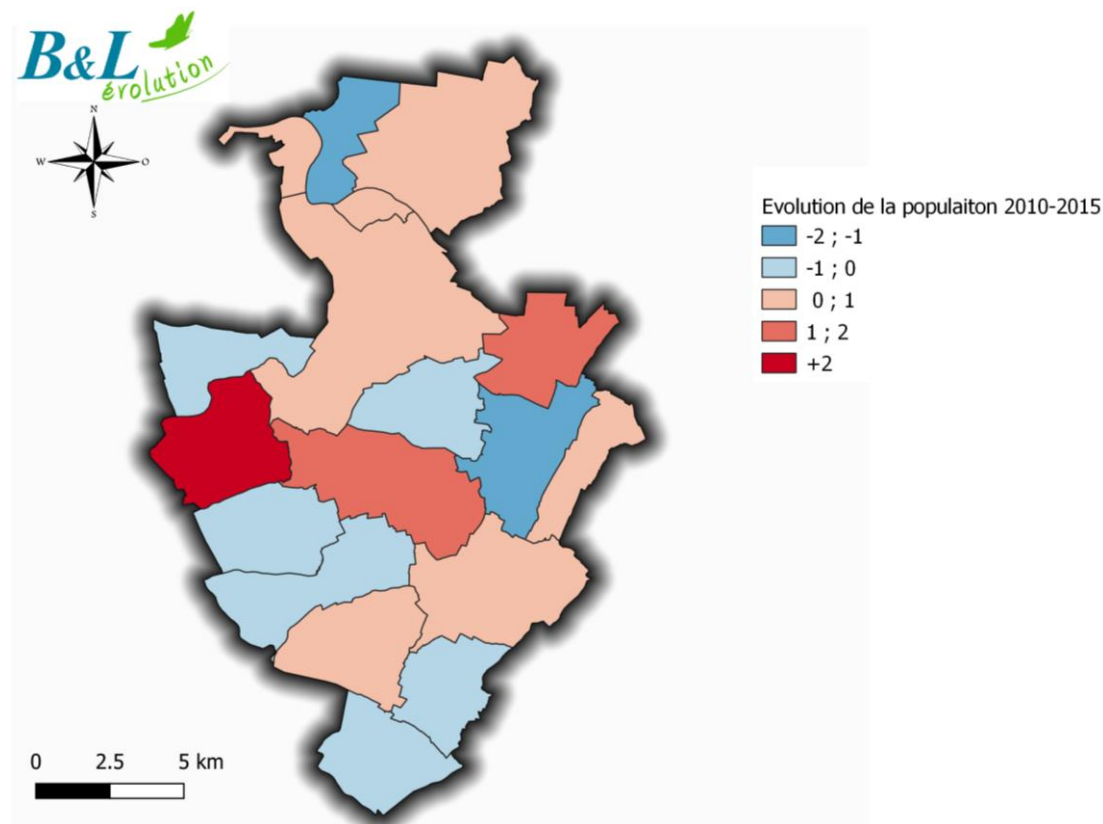 B&L
évolution
N
W
O
S
Evolution de la populaiton 2010-2015
-2 ; -1
-1 ; 0
0 ; 1
1 ; 2
+2
0 2.5 5 km